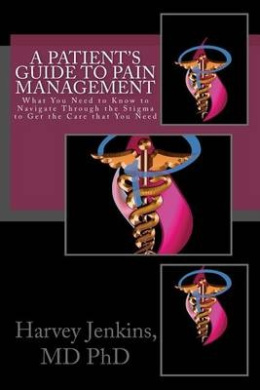 A PATIENT'S
GUIDE TO PAIN
MANAGEMENT
What You Need to Know to
Navigate Through the Stigma
to Get the Care that You Need
Harvey Jenkins,
MD PhD